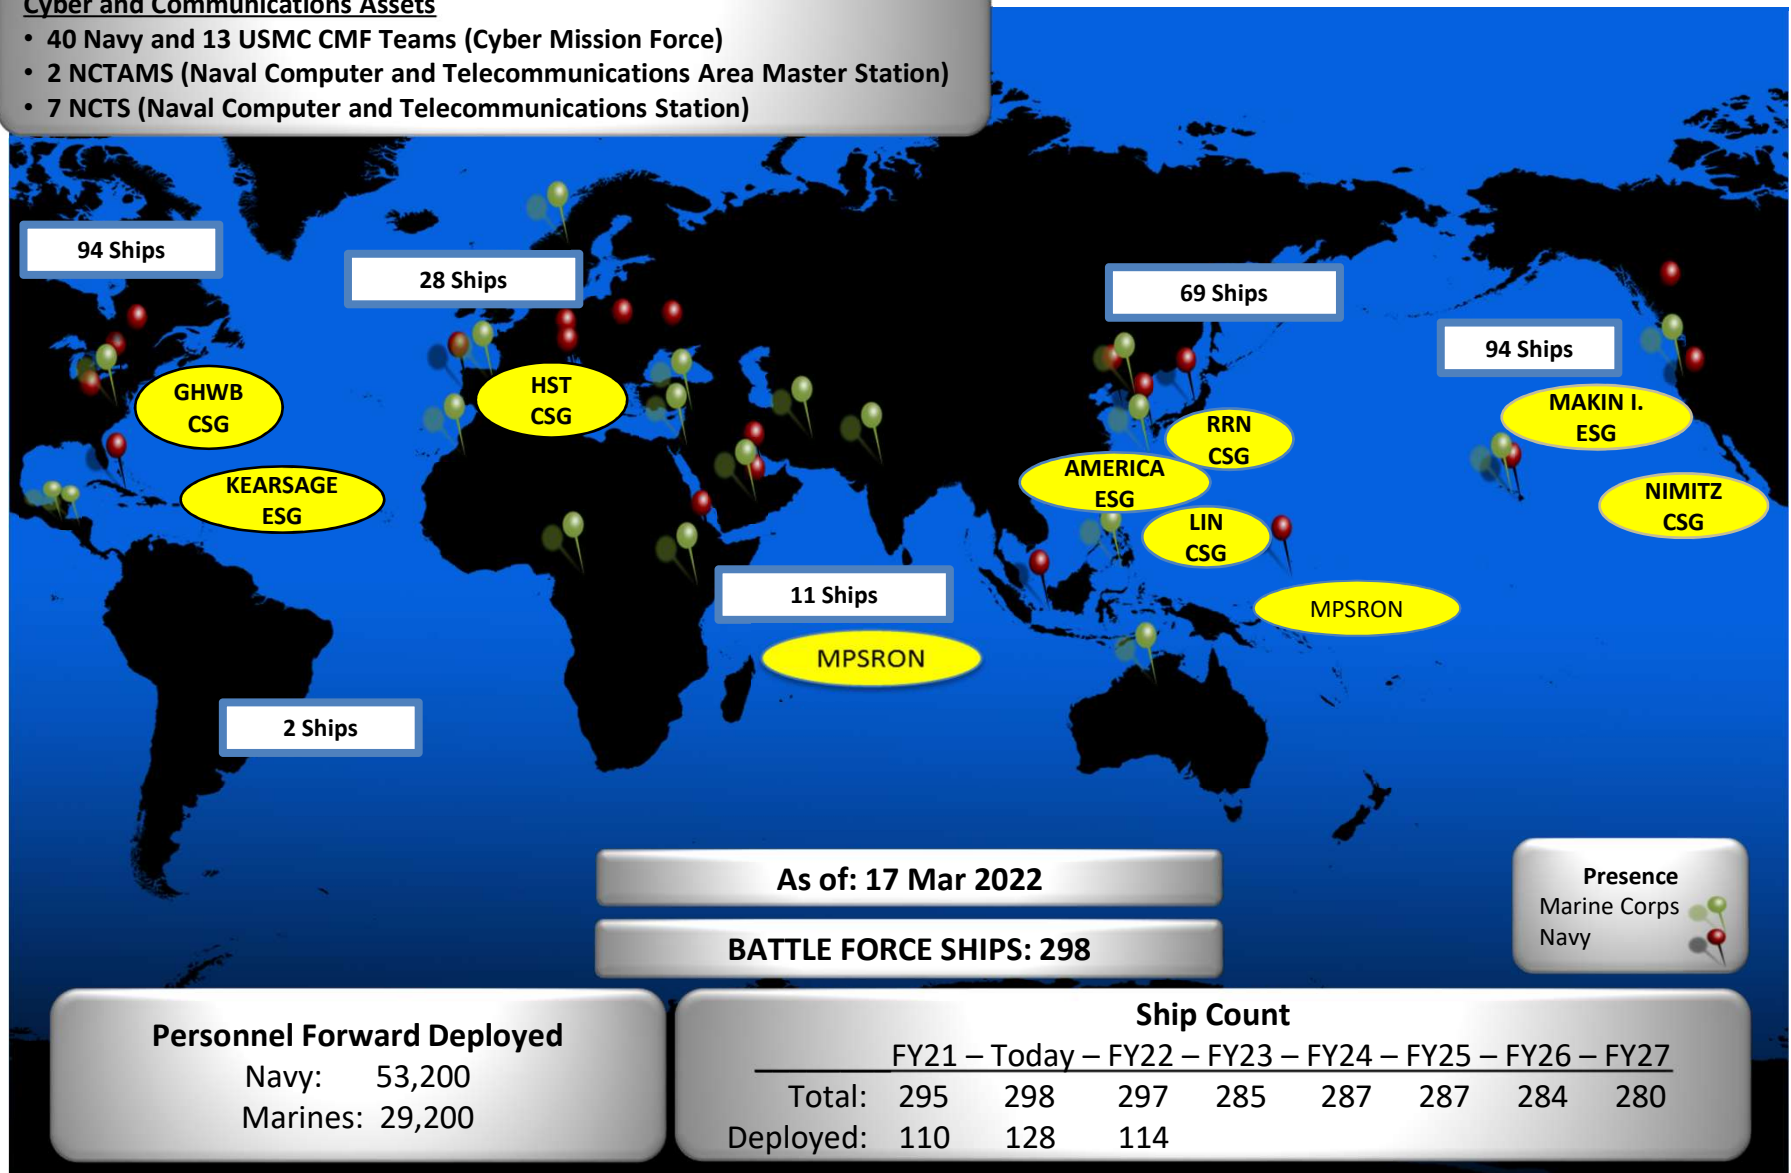 Cyber and Communications Assets
• 40 Navy and 13 USMC CMF Teams (Cyber Mission Force)
• 2 NCTAMS (Naval Computer and Telecommunications Area Master Station)
• 7 NCTS (Naval Computer and Telecommunications Station)
94 Ships
28 Ships
69 Ships
94 Ships
GHWB
CSG
HST
CSG
MAKIN I.
ESG
RRN
CSG
AMERICA
ESG
KEARSAGE
ESG
NIMITZ
CSG
LIN
CSG
11 Ships
MPSRON
MPSRON
2 Ships
As of: 17 Mar 2022
BATTLE FORCE SHIPS: 298
Presence
Marine Corps
Navy
Personnel Forward Deployed
Navy: 53,200
Marines: 29,200
Ship Count
FY21 – Today – FY22 – FY23 – FY24 – FY25 – FY26 – FY27
Total: 295 298 297 285 287 287 284 280
Deployed: 110 128 114